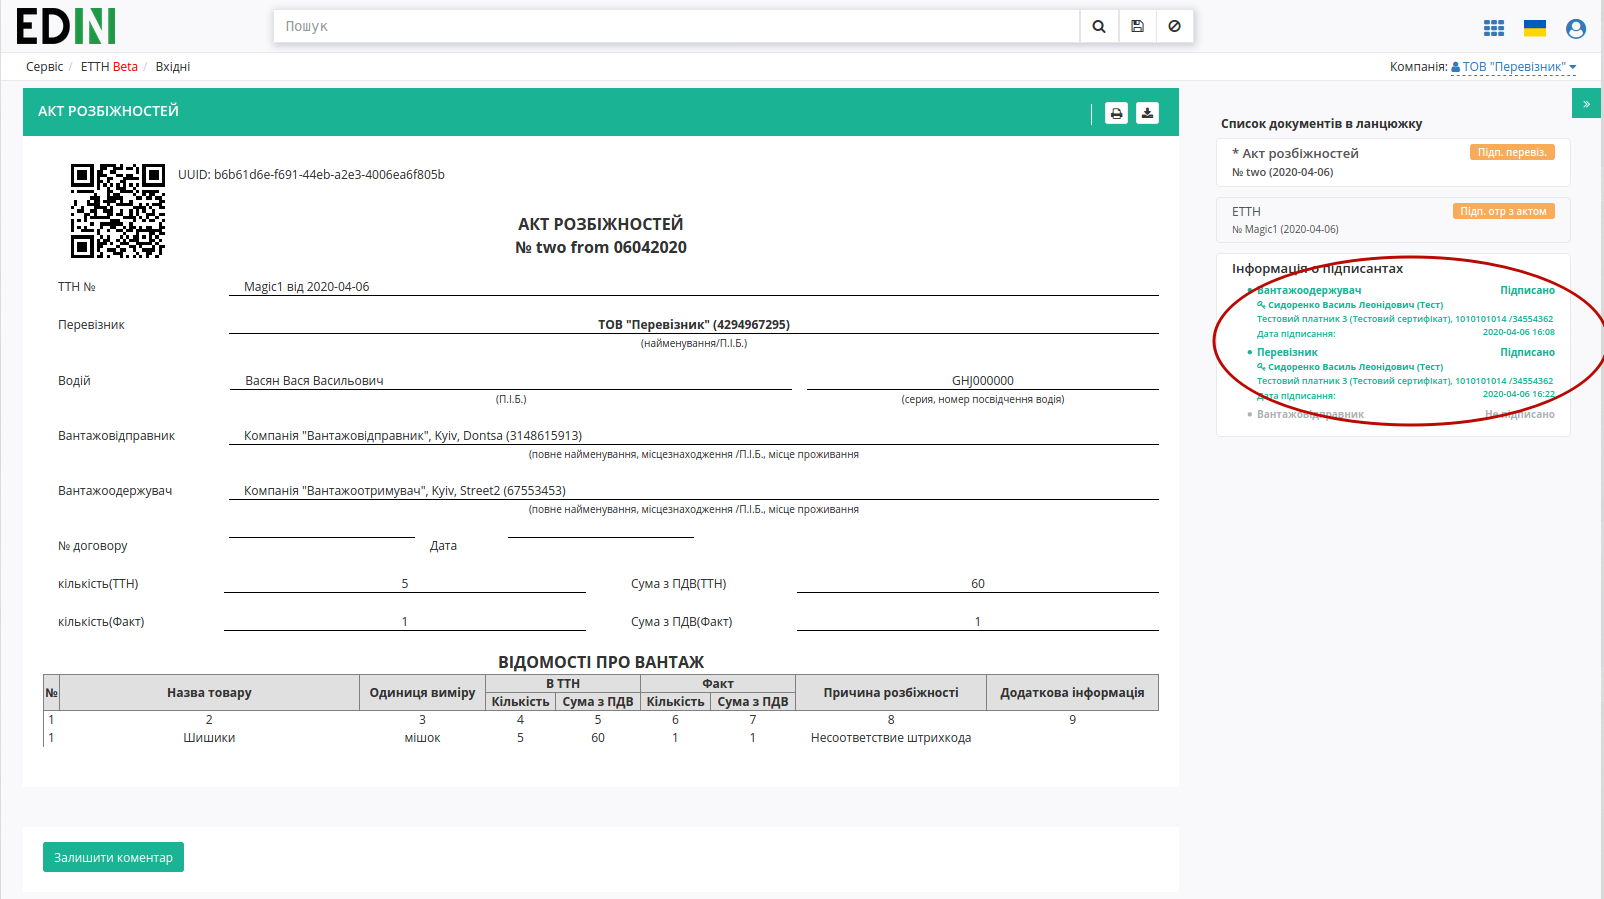 EDIN
Пошук
Сервіс / ЕТТН Beta / Вхідні
Компанія: ТОВ "Перевізник"
АКТ РОЗБІЖНОСТЕЙ
UUID: b6b61d6e-f691-44eb-a2e3-4006ea6f805b
АКТ РОЗБІЖНОСТЕЙ
№ two from 06042020
ТТН № Magic1 від 2020-04-06
Перевізник ТОВ "Перевізник" (4294967295)
(найменування/П.І.Б.)
Водій Васян Вася Васильович GHJ000000
(П.І.Б.) (серия, номер посвідчення водія)
Вантажовідправник Компанія "Вантажовідправник", Kyiv, Dontsa (3148615913)
(повне найменування, місцезнаходження /П.І.Б., місце проживання
Вантажоодержувач Компанія "Вантажоотримувач", Kyiv, Street2 (67553453)
(повне найменування, місцезнаходження /П.І.Б., місце проживання
№ договору Дата
кількість(ТТН) 5 Сума з ПДВ(ТТН) 60
кількість(Факт) 1 Сума з ПДВ(Факт) 1
ВІДОМОСТІ ПРО ВАНТАЖ
№ Назва товару Одиниця виміру В ТТН Факт Причина розбіжності Додаткова інформація
Кількість Сума з ПДВ Кількість Сума з ПДВ
1 2 3 4 5 6 7 8 9
1 Шишики мішок 5 60 1 1 Несоответствие штрихкода
Залишити коментар
»
Список документів в ланцюжку
* Акт розбіжностей Підп. перевіз.
№ two (2020-04-06)
ЕТТН Підп. отр з актом
№ Magic1 (2020-04-06)
Інформація о підписантах
Вантажоодержувач Підписано
Сидоренко Василь Леонідович (Тест)
Тестовий платник 3 (Тестовий сертифікат), 1010101014 /34554362
Дата підписання: 2020-04-06 16:08
Перевізник Підписано
Сидоренко Василь Леонідович (Тест)
Тестовий платник 3 (Тестовий сертифікат), 1010101014 /34554362
Дата підписання: 2020-04-06 16:22
Вантажовідправник Не підписано